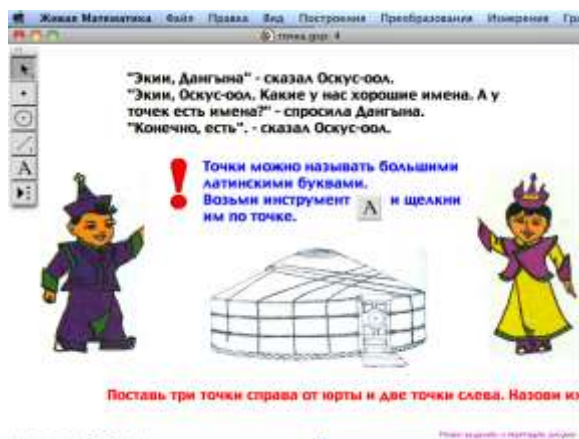 Живая Математика Файл Правка Вид Построения Преобразования Измерения Гра
точка.gsp: 4
"Экии, Дангына" - сказал Оскус-оол.
"Экии, Оскус-оол. Какие у нас хорошие имена. А у
точек есть имена?" - спросила Дангына.
"Конечно, есть". - сказал Оскус-оол.
! Точки можно называть большими
латинскими буквами.
Возьми инструмент A и щелкни
им по точке.
A
Поставь три точки справа от юрты и две точки слева. Назови их